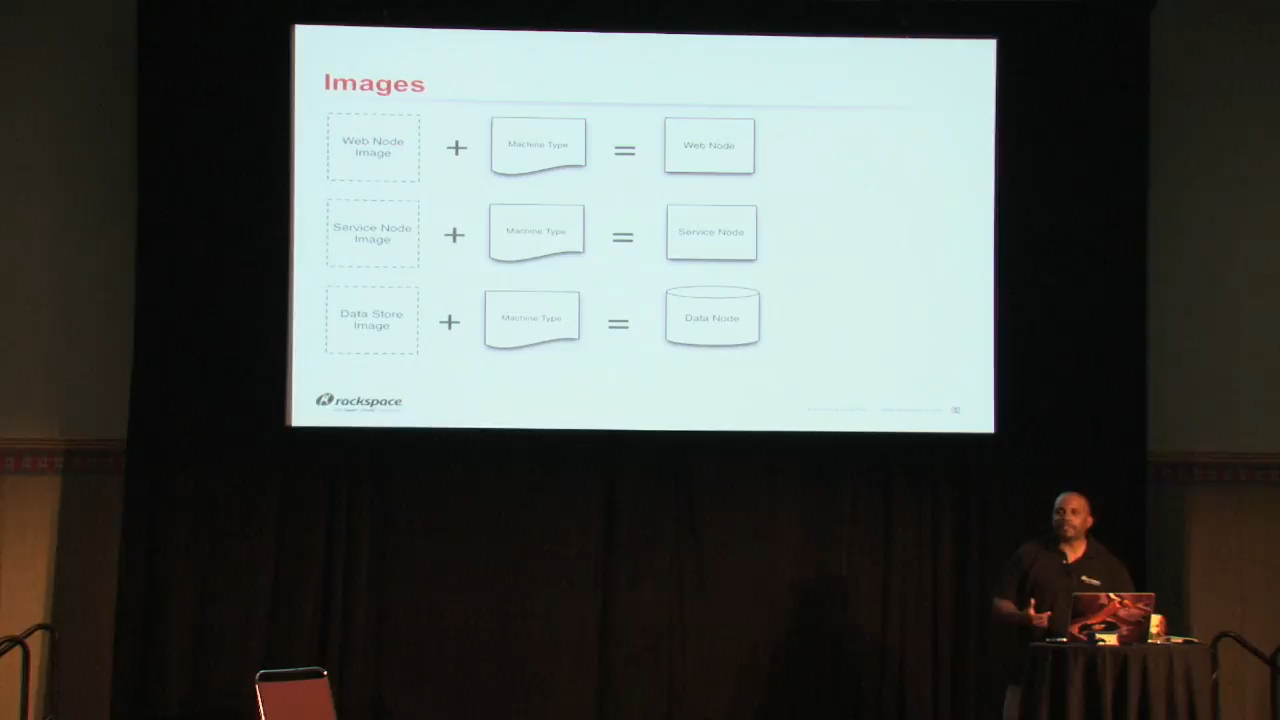 Images
Web Node
Image
+
Machine Type
=
Web Node
Service Node
Image
+
Machine Type
=
Service Node
Data Store
Image
+
Machine Type
=
Data Node
rackspace